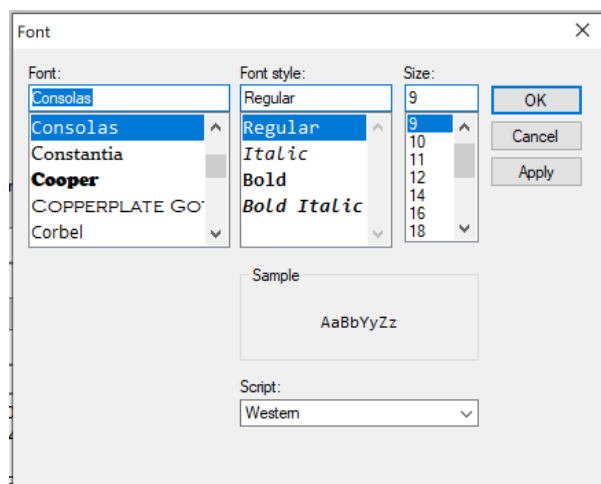 Font
Font: Font style: Size:
Consolas Regular 9 OK
Consolas Regular 9 Cancel
Constantia Italic 10 Apply
Cooper Bold 11
COPPERPLATE Bold Italic 12
Corbel 14
16
18
Sample
AaBbYyZz
Script:
Western